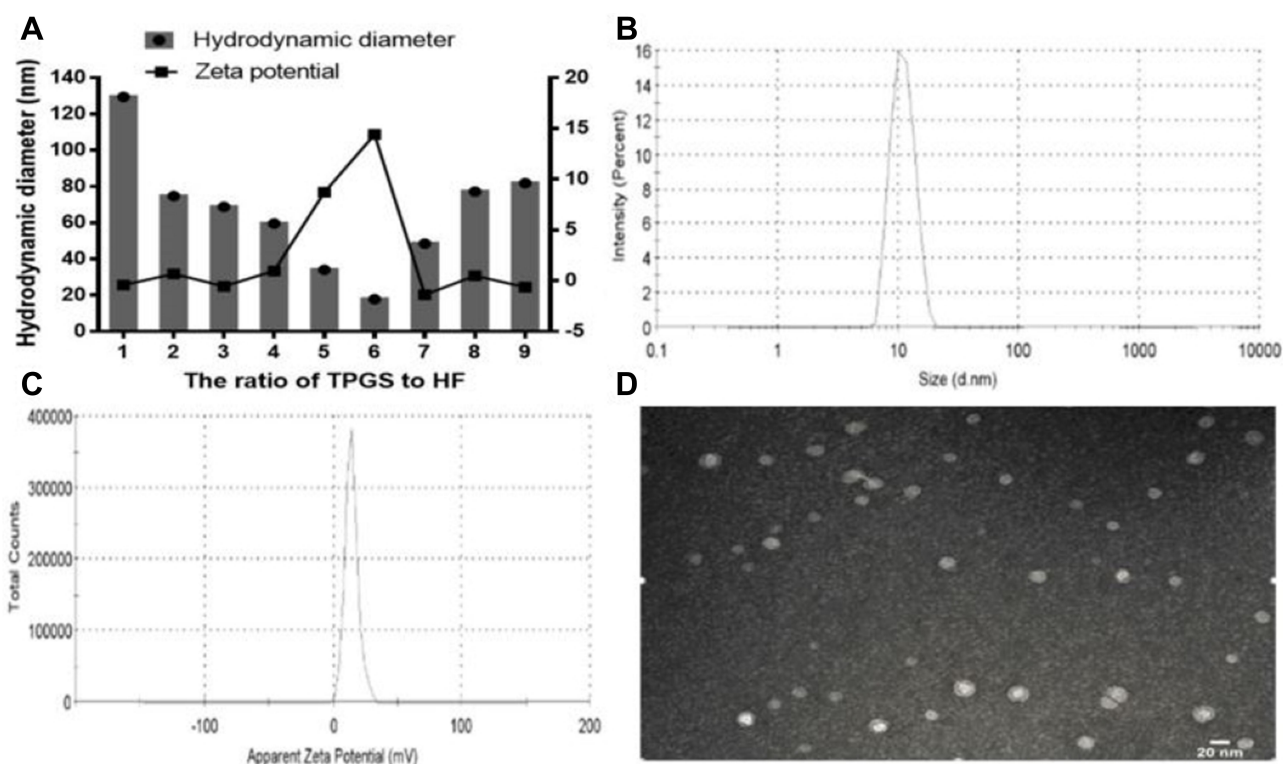 A
Hydrodynamic diameter
Zeta potential
Hydrodynamic diameter (nm)
140
120
100
80
60
40
20
0
20
15
10
5
0
-5
1 2 3 4 5 6 7 8 9
The ratio of TPGS to HF
B
Intensity (Percent)
16
14
12
10
8
6
4
2
0
0.1 1 10 100 1000 10000
Size (d.nm)
C
Total Counts
400000
300000
200000
100000
0
-100 0 100 200
Apparent Zeta Potential (mV)
D
20 nm